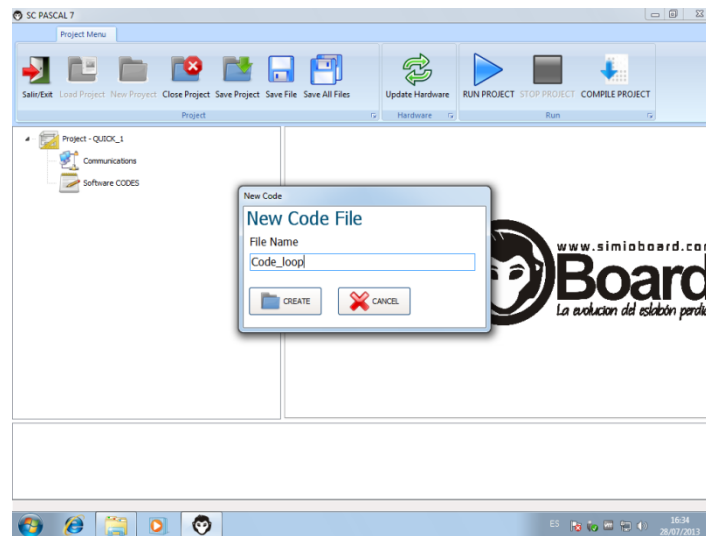 SC PASCAL 7
Project Menu
Salir/Exit Load Project New Proyect Close Project Save Project Save File Save All Files Update Hardware RUN PROJECT STOP PROJECT COMPILE PROJECT
Project Hardware Run
Project - QUICK_1
Communications
Software CODES
New Code
New Code File
File Name
Code_loop
CREATE CANCEL
www.simioboard.com
Board
La evolucion del eslabón perdi
ES 16:34
28/07/2013